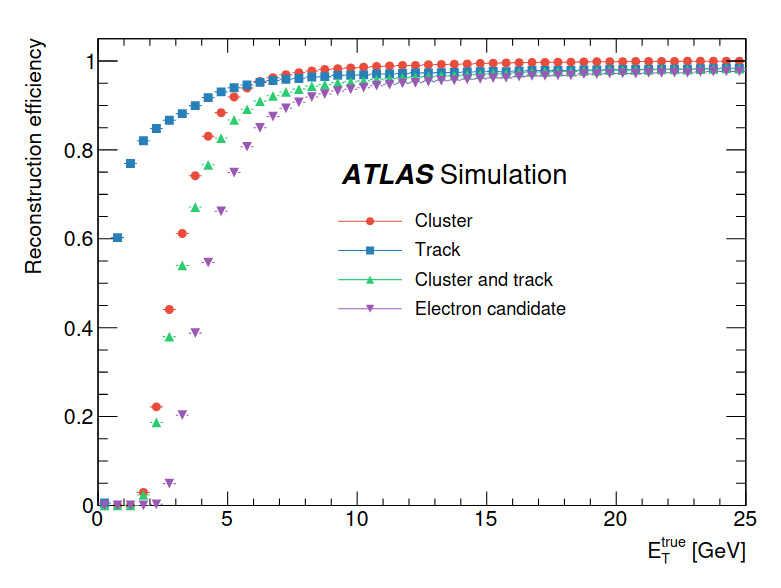 Reconstruction efficiency
1
0.8
0.6
0.4
0.2
0
ATLAS Simulation
Cluster
Track
Cluster and track
Electron candidate
0 5 10 15 20 25
E_T^true [GeV]